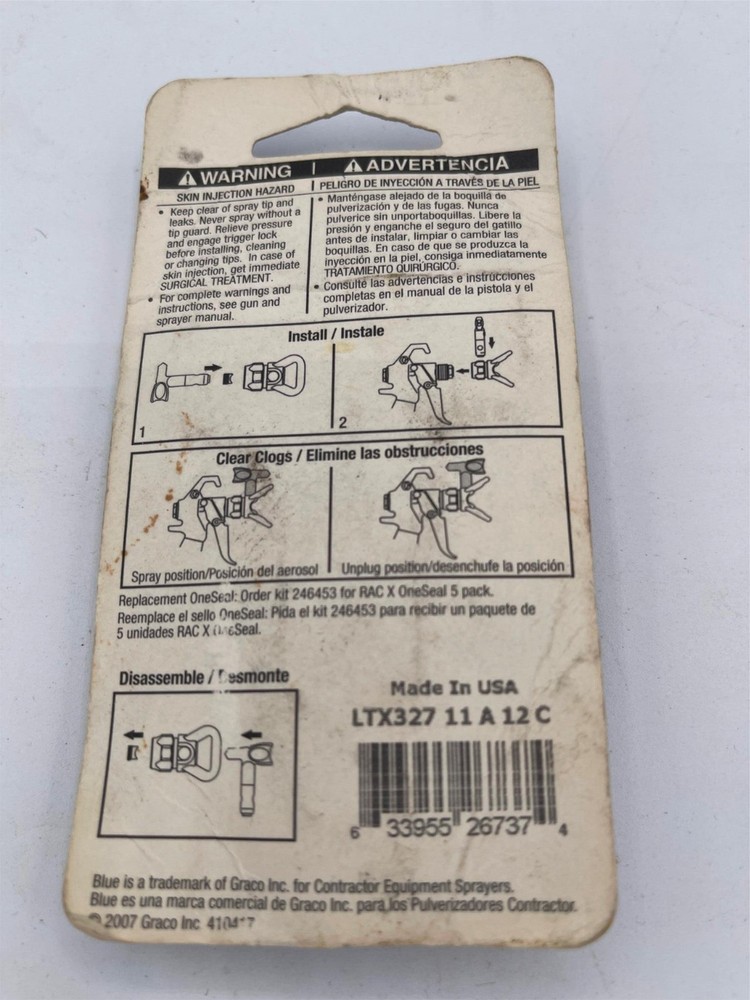 WARNING | ADVERTENCIA
SKIN INJECTION HAZARD | PELIGRO DE INYECCIÓN A TRAVÉS DE LA PIEL
• Keep clear of spray tip and
leaks. Never spray without a
tip guard. Relieve pressure
and engage trigger lock
before installing, cleaning
or changing tips. In case of
skin injection, get immediate
SURGICAL TREATMENT.
• For complete warnings and
instructions, see gun and
sprayer manual.
• Manténgase alejado de la boquilla de
pulverización y de las fugas. Nunca
pulverice sin unportaboquillas. Libere la
presión y enganche el seguro del gatillo
antes de instalar, limpiar o cambiar las
boquillas. En caso de que se produzca la
inyección en la piel, consiga inmediatamente
TRATAMIENTO QUIRÚRGICO.
• Consulte las advertencias e instrucciones
completas en el manual de la pistola y el
pulverizador.
Install / Instale
1
2
Clear Clogs / Elimine las obstrucciones
Spray position/Posición del aerosol
Unplug position/desenchufe la posición
Replacement OneSeal: Order kit 246453 for RAC X OneSeal 5 pack.
Reemplace el sello OneSeal: Pida el kit 246453 para recibir un paquete de
5 unidades RAC X OneSeal.
Disassemble / Desmonte
Made In USA
LTX327 11 A 12 C
6 33955 26737 4
Blue is a trademark of Graco Inc. for Contractor Equipment Sprayers.
Blue es una marca comercial de Graco Inc. para los Pulverizadores Contractor.
© 2007 Graco Inc